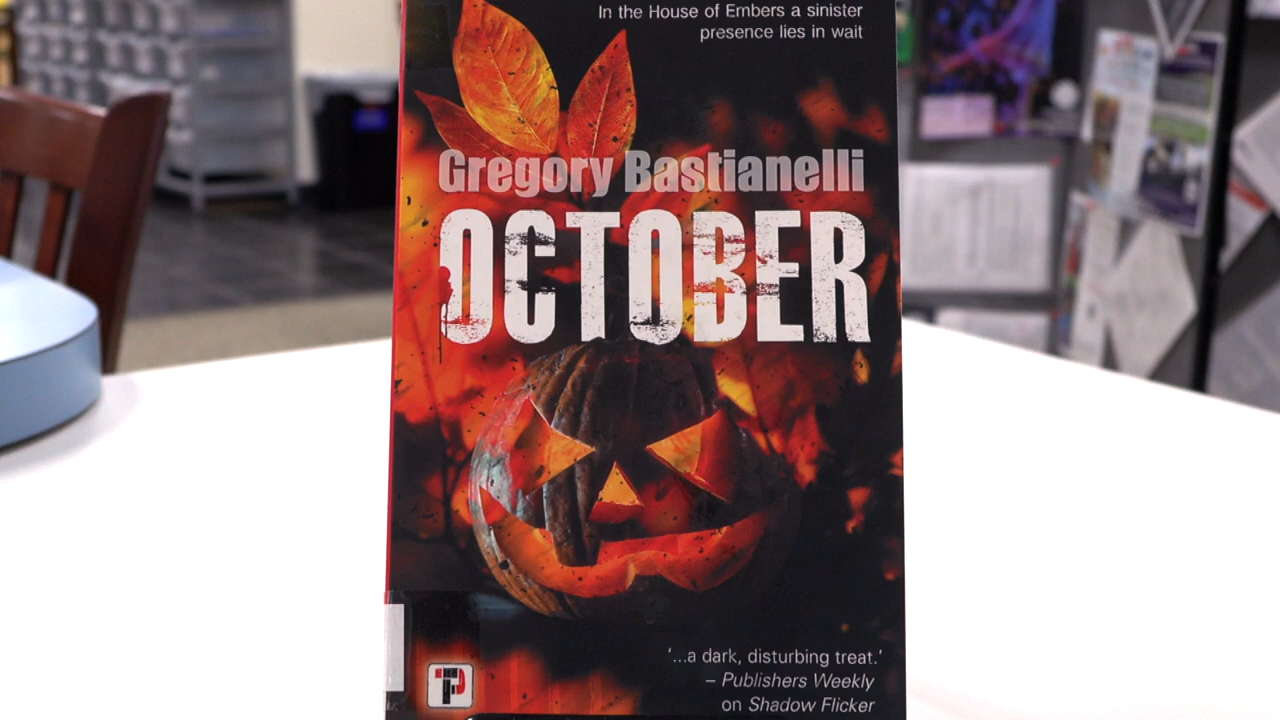 In the House of Embers a sinister
presence lies in wait
Gregory Bastianelli
OCTOBER
‘...a dark, disturbing treat.’
– Publishers Weekly
on Shadow Flicker